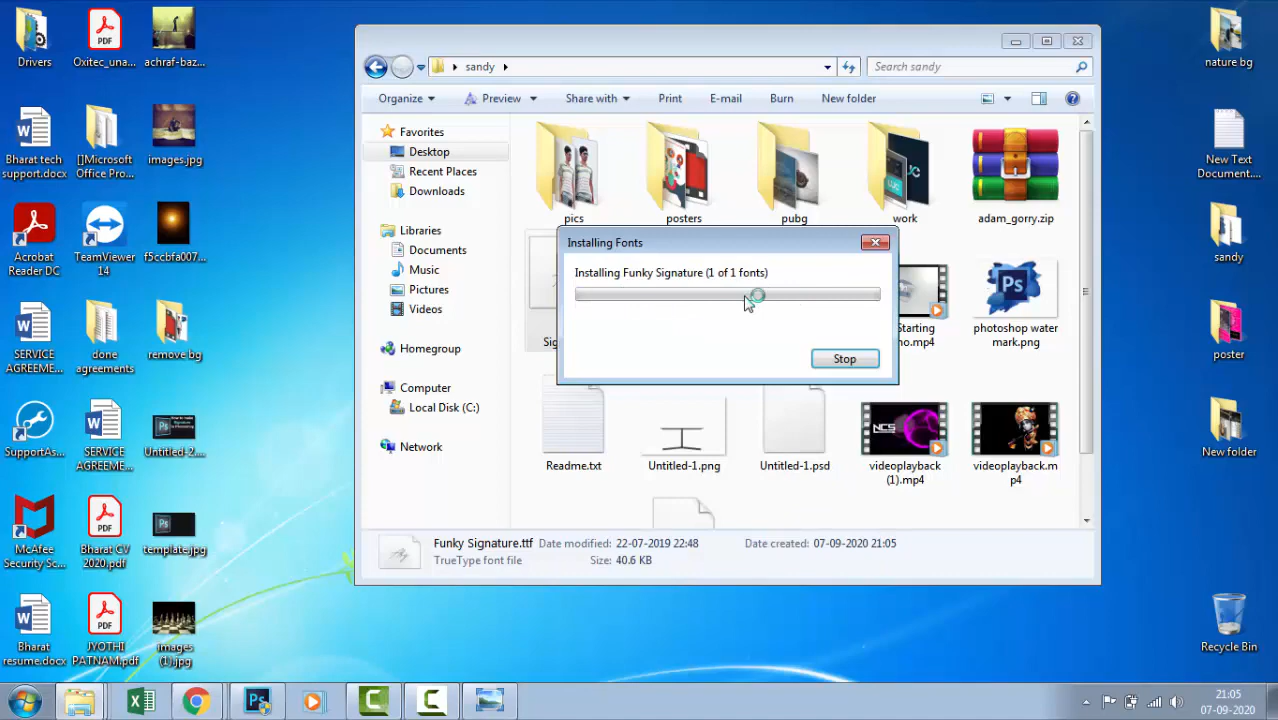 Drivers
Oxitec_una...
achraf-baz...
Bharat tech support.docx
[]Microsoft Office Pro...
images.jpg
Acrobat Reader DC
TeamViewer 14
f5ccbfa007...
SERVICE AGREEME...
done agreements
remove bg
SupportAs...
SERVICE AGREEME...
Untitled-2....
McAfee Security Sc...
Bharat CV 2020.pdf
template.jpg
Bharat resume.docx
JYOTHI PATNAM.pdf
images (1).jpg
sandy
Search sandy
Organize
Preview
Share with
Print
E-mail
Burn
New folder
Favorites
Desktop
Recent Places
Downloads
Libraries
Documents
Music
Pictures
Videos
Homegroup
Computer
Local Disk (C:)
Network
pics
posters
pubg
work
adam_gorry.zip
Installing Fonts
Installing Funky Signature (1 of 1 fonts)
Stop
Sig
Starting
ho.mp4
photoshop water mark.png
Readme.txt
Untitled-1.png
Untitled-1.psd
NCS
videoplayback (1).mp4
videoplayback.mp4
Funky Signature.ttf
Date modified: 22-07-2019 22:48
Date created: 07-09-2020 21:05
TrueType font file
Size: 40.6 KB
nature bg
New Text Document....
sandy
poster
New folder
Recycle Bin
21:05
07-09-2020